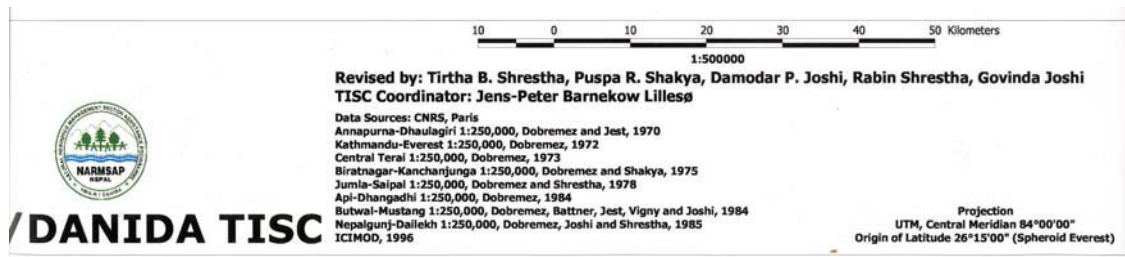 10 0 10 20 30 40 50 Kilometers
1:500000
Revised by: Tirtha B. Shrestha, Puspa R. Shakya, Damodar P. Joshi, Rabin Shrestha, Govinda Joshi
TISC Coordinator: Jens-Peter Barnekow Lillesø
Data Sources: CNRS, Paris
Annapurna-Dhaulagiri 1:250,000, Dobremez and Jest, 1970
Kathmandu-Everest 1:250,000, Dobremez, 1972
Central Terai 1:250,000, Dobremez, 1973
Biratnagar-Kanchanjunga 1:250,000, Dobremez and Shakya, 1975
Jumla-Saipal 1:250,000, Dobremez and Shrestha, 1978
Api-Dhangadhi 1:250,000, Dobremez, 1984
Butwal-Mustang 1:250,000, Dobremez, Battner, Jest, Vigny and Joshi, 1984
Nepalgunj-Dailekh 1:250,000, Dobremez, Joshi and Shrestha, 1985
ICIMOD, 1996
NARMSAP
NEPAL
/DANIDA TISC
Projection
UTM, Central Meridian 84°00'00"
Origin of Latitude 26°15'00" (Spheroid Everest)